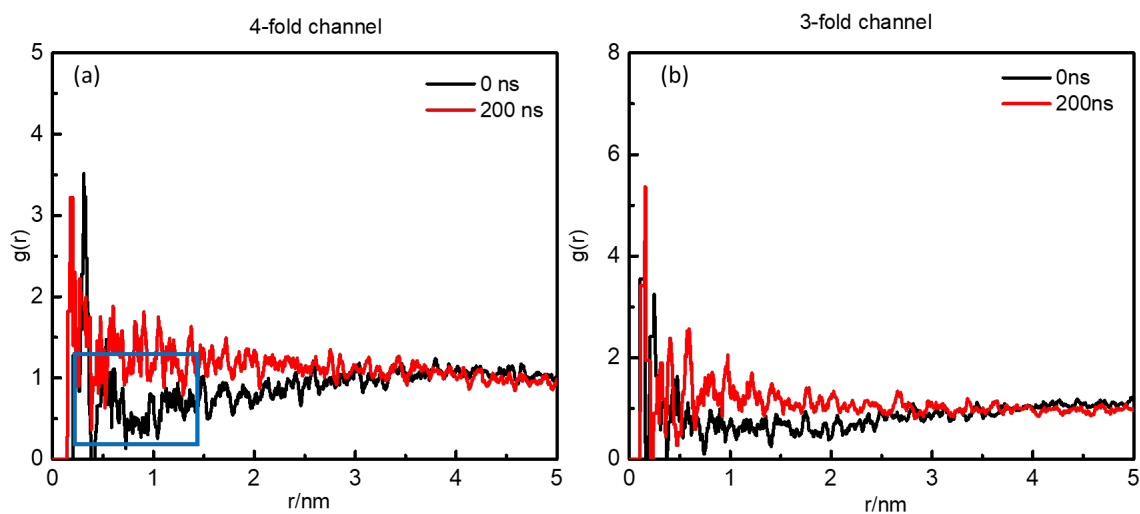 4-fold channel
(a)
0 ns
200 ns
g(r)
5
4
3
2
1
0
0 1 2 3 4 5
r/nm
3-fold channel
(b)
0ns
200ns
g(r)
8
6
4
2
0
0 1 2 3 4 5
r/nm